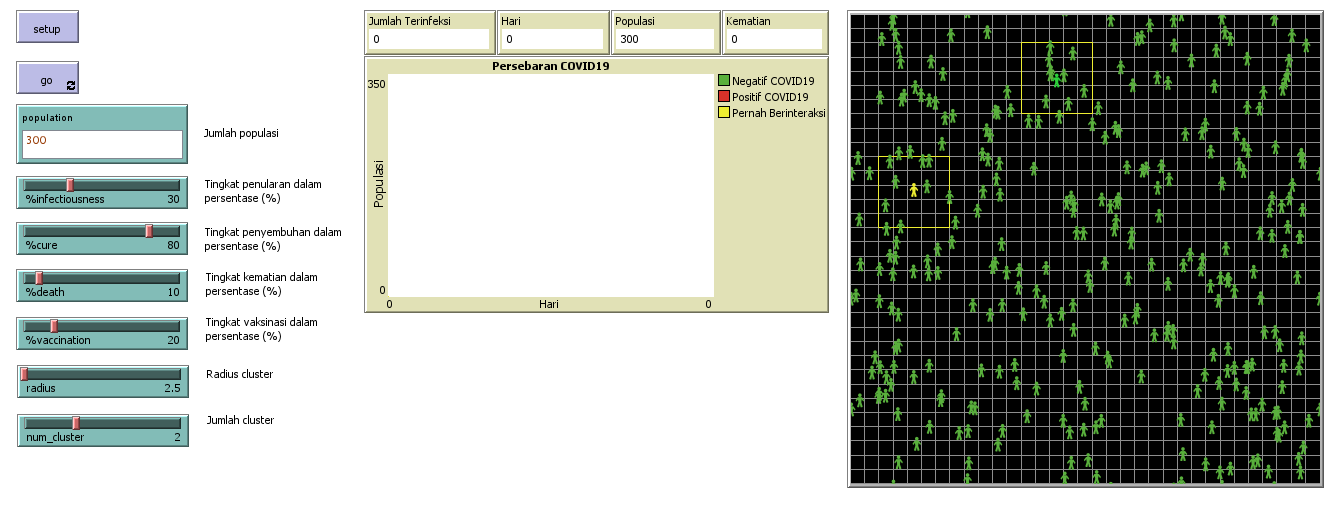 setup
go
population
300
Jumlah populasi
%infectiousness 30
Tingkat penularan dalam
persentase (%)
%cure 80
Tingkat penyembuhan dalam
persentase (%)
%death 10
Tingkat kematian dalam
persentase (%)
%vaccination 20
Tingkat vaksinasi dalam
persentase (%)
radius 2.5
Radius cluster
num_cluster 2
Jumlah cluster
Jumlah Terinfeksi
0
Hari
0
Populasi
300
Kematian
0
Persebaran COVID19
350
Populasi
0
0
Hari
0
Negatif COVID19
Positif COVID19
Pernah Berinteraksi